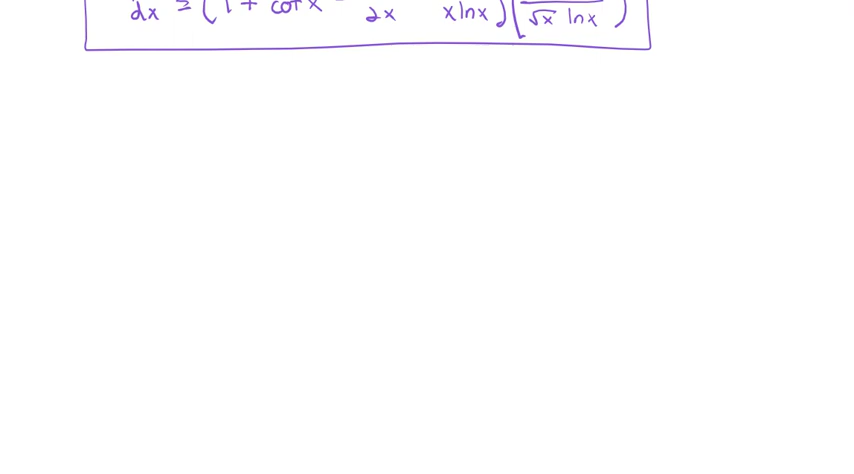 dx = (1 + cot x - 2x x ln x) ( √x ln x )